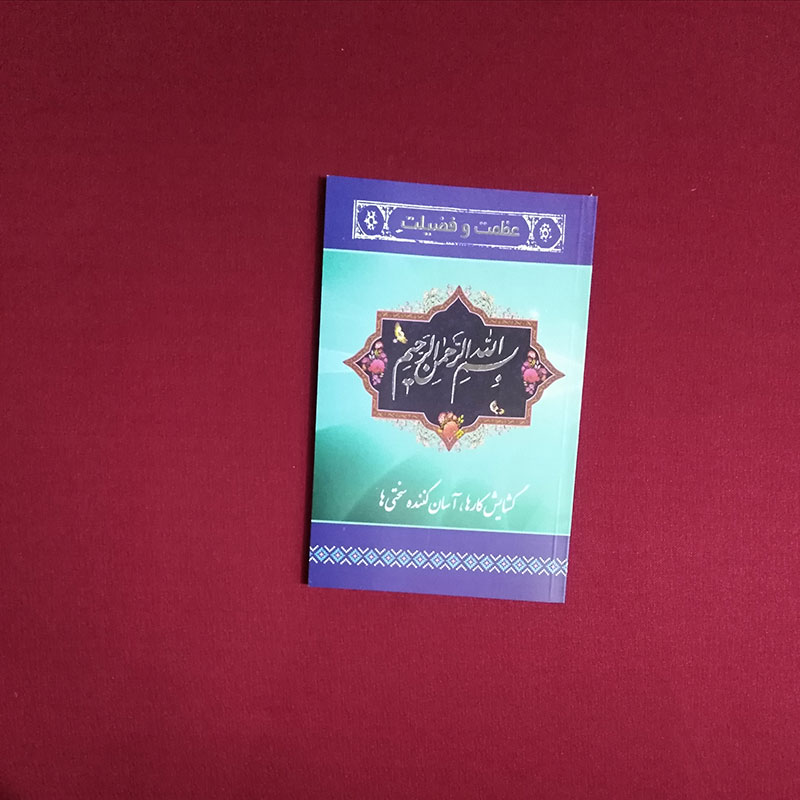 عظمت و فضیلت
بسم الله الرحمن الرحیم
گشایش کارها، آسان کننده سختی ها